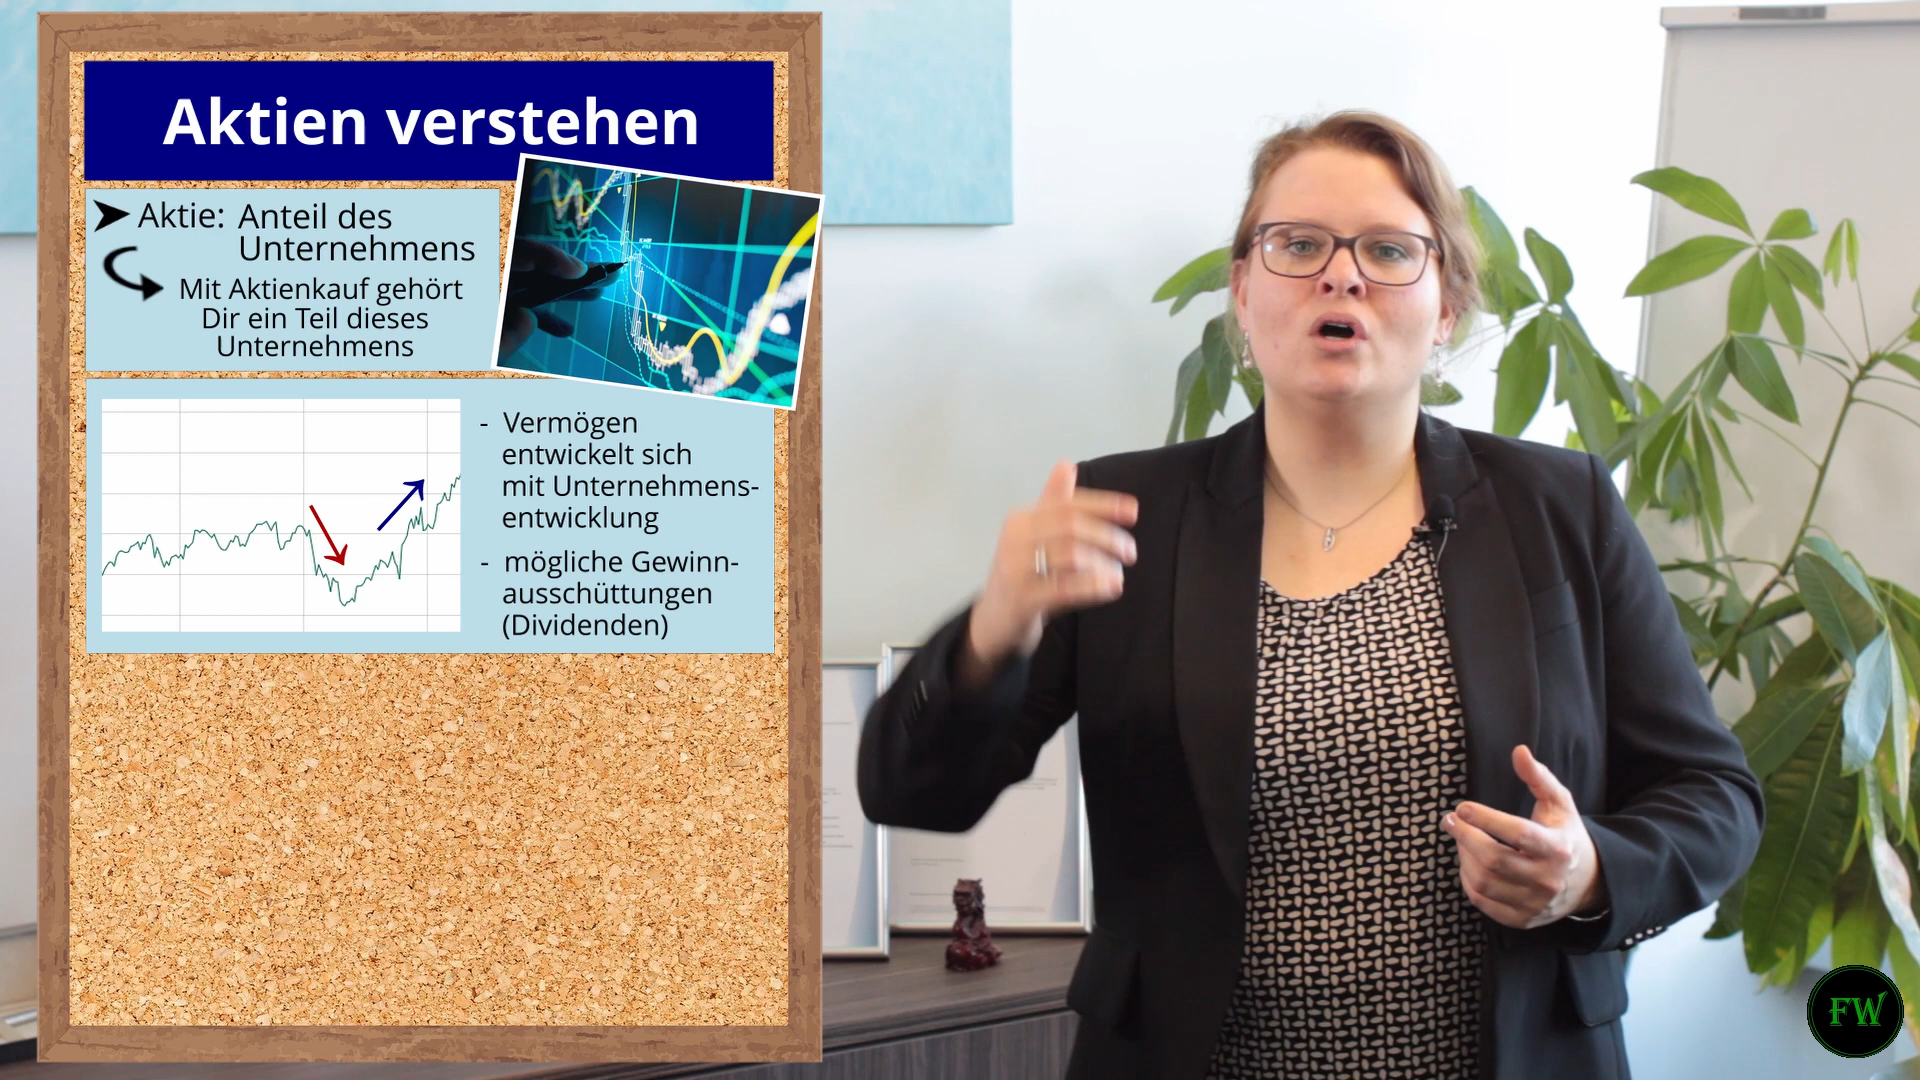 Aktien verstehen
Aktie: Anteil des
Unternehmens
Mit Aktienkauf gehört
Dir ein Teil dieses
Unternehmens
- Vermögen
entwickelt sich
mit Unternehmens-
entwicklung
- mögliche Gewinn-
ausschüttungen
(Dividenden)
FW